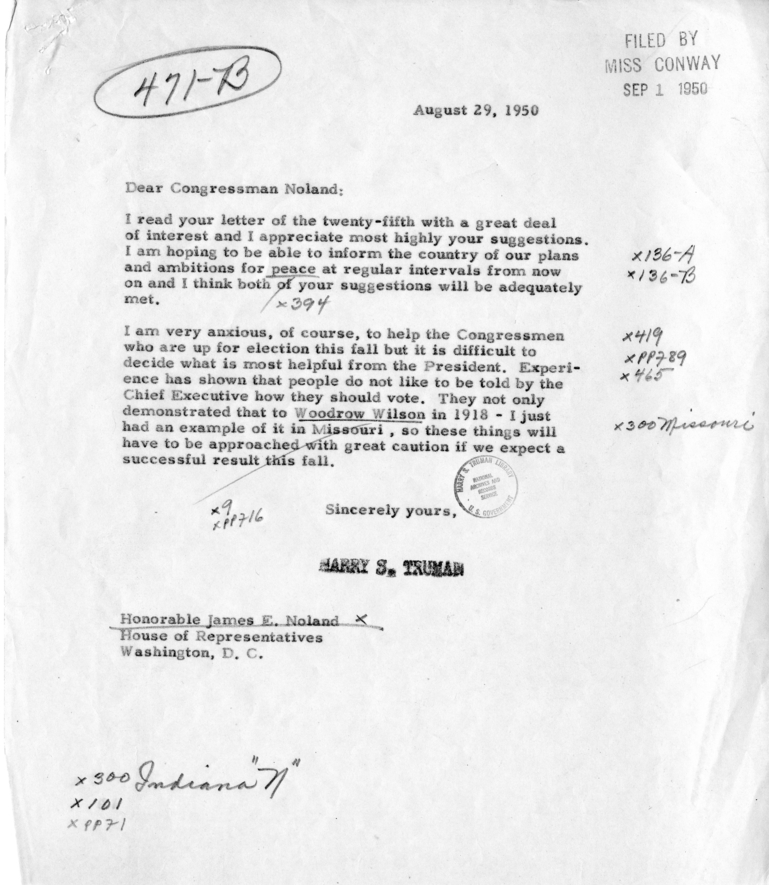 FILED BY
MISS CONWAY
SEP 1 1950
471-B
August 29, 1950
Dear Congressman Noland:
I read your letter of the twenty-fifth with a great deal
of interest and I appreciate most highly your suggestions.
I am hoping to be able to inform the country of our plans
x136-A
and ambitions for peace at regular intervals from now
x136-B
on and I think both of your suggestions will be adequately
met.
x394
I am very anxious, of course, to help the Congressmen
x419
who are up for election this fall but it is difficult to
xPP789
decide what is most helpful from the President. Experi-
x465
ence has shown that people do not like to be told by the
Chief Executive how they should vote. They not only
demonstrated that to Woodrow Wilson in 1918 - I just
had an example of it in Missouri , so these things will
x300 Missouri
have to be approached with great caution if we expect a
successful result this fall.
HARRY S. TRUMAN LIBRARY
NATIONAL
ARCHIVES AND
RECORDS
SERVICE
U. S. GOVERNMENT
x9
xPP716
Sincerely yours,
HARRY S. TRUMAN
Honorable James E. Noland x
House of Representatives
Washington, D. C.
x300 Indiana "N"
x101
xPP71